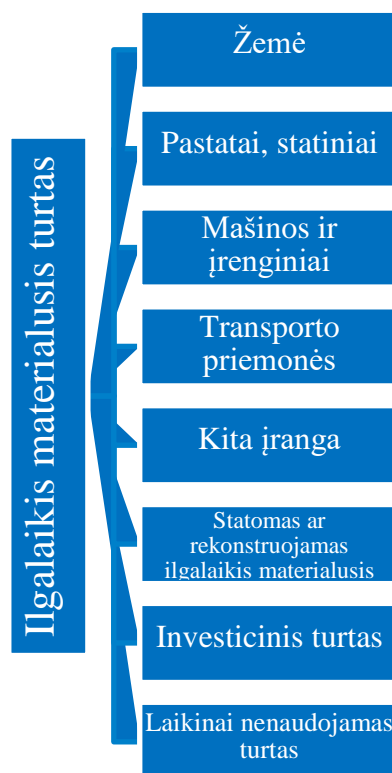 Ilgalaikis materialusis turtas
Žemė
Pastatai, statiniai
Mašinos ir
įrenginiai
Transporto
priemonės
Kita įranga
Statomas ar
rekonstruojamas
ilgalaikis materialusis
Investicinis turtas
Laikinai nenaudojamas
turtas